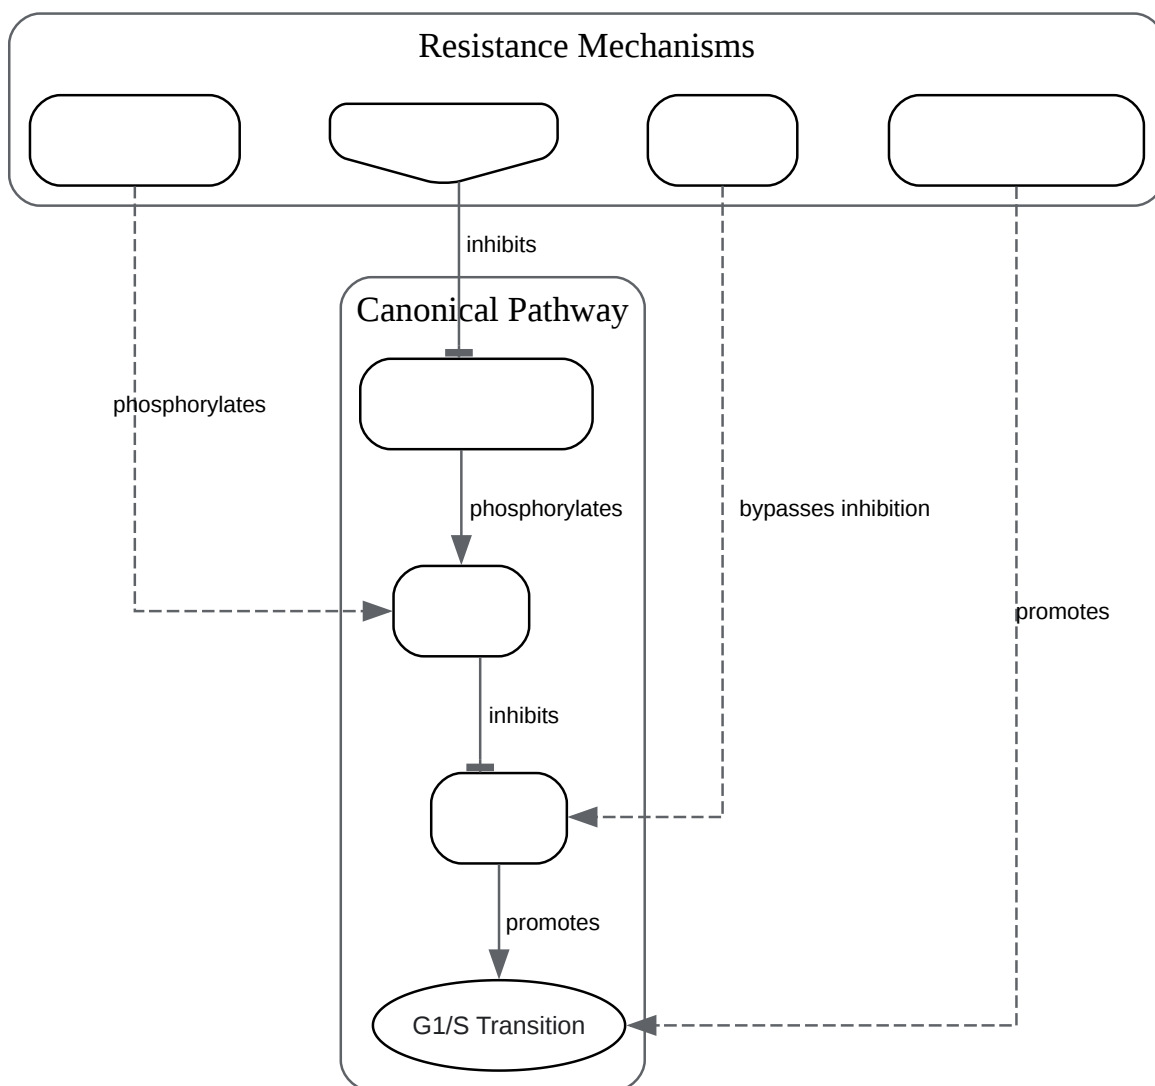 Resistance Mechanisms
inhibits
Canonical Pathway
phosphorylates
phosphorylates
bypasses inhibition
promotes
inhibits
promotes
G1/S Transition